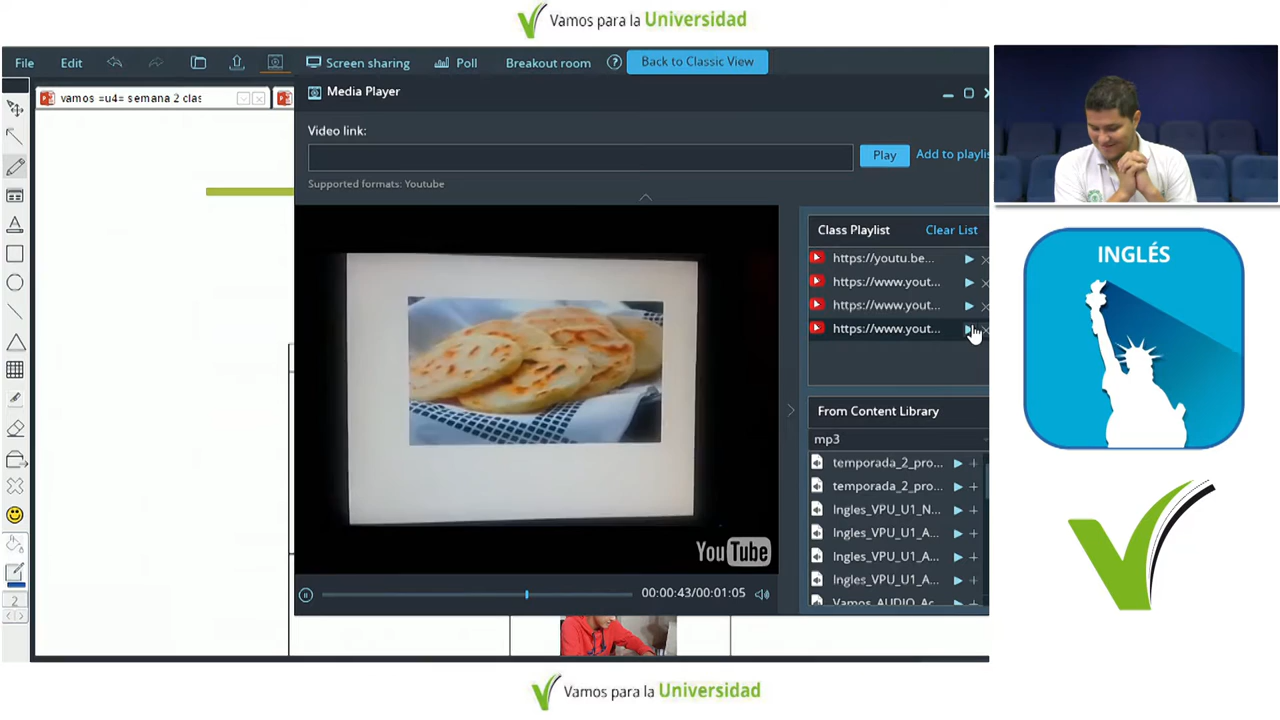 Vamos para la Universidad
File Edit Screen sharing Poll Breakout room ? Back to Classic View
vamos =u4= semana 2 clas
Media Player
Video link:
Play Add to playlis
Supported formats: Youtube
Class Playlist Clear List
https://youtu.be...
https://www.yout...
https://www.yout...
https://www.yout...
From Content Library
mp3
temporada_2_pro...
temporada_2_pro...
Ingles_VPU_U1_N...
Ingles_VPU_U1_A...
Ingles_VPU_U1_A...
Ingles_VPU_U1_A...
Vamos_AUDIO_Ac...
YouTube
00:00:43/00:01:05
2
INGLÉS
Vamos para la Universidad